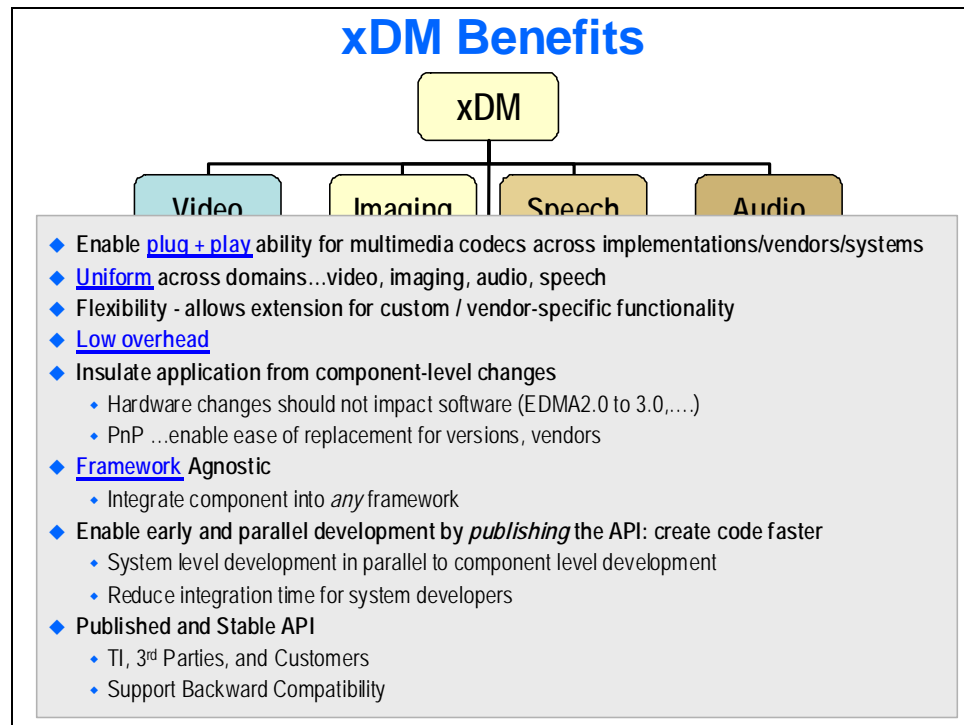 xDM Benefits
xDM
Video Imaging Speech Audio
Enable plug + play ability for multimedia codecs across implementations/vendors/systems
Uniform across domains…video, imaging, audio, speech
Flexibility - allows extension for custom / vendor-specific functionality
Low overhead
Insulate application from component-level changes
Hardware changes should not impact software (EDMA2.0 to 3.0,….)
PnP …enable ease of replacement for versions, vendors
Framework Agnostic
Integrate component into any framework
Enable early and parallel development by publishing the API: create code faster
System level development in parallel to component level development
Reduce integration time for system developers
Published and Stable API
TI, 3rd Parties, and Customers
Support Backward Compatibility